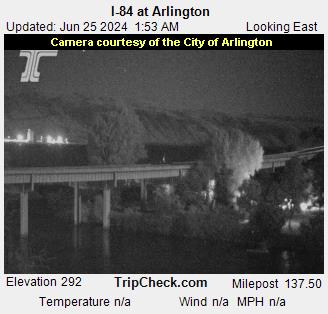 I-84 at Arlington
Updated: Jun 25 2024 1:53 AM Looking East
Camera courtesy of the City of Arlington
Elevation 292 TripCheck.com Milepost 137.50
Temperature n/a Wind n/a MPH n/a